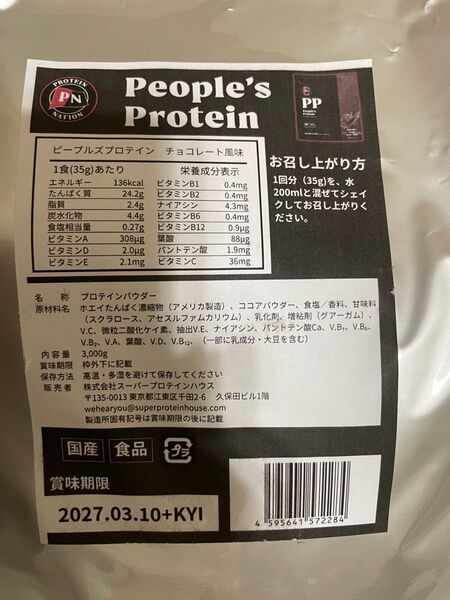 PROTEIN
PN
NATION
People's
Protein
PP
People's
Protein
ピープルズプロテイン チョコレート風味
1食(35g)あたり 栄養成分表示
エネルギー 136kcal ビタミンB1 0.4mg
たんぱく質 24.2g ビタミンB2 0.4mg
脂質 2.4g ナイアシン 4.3mg
炭水化物 4.4g ビタミンB6 0.4mg
食塩相当量 0.27g ビタミンB12 0.9μg
ビタミンA 308μg 葉酸 88μg
ビタミンD 2.0μg パントテン酸 1.9mg
ビタミンE 2.1mg ビタミンC 36mg
お召し上がり方
1回分（35g)を、水
200mlと混ぜてシェイ
クしてお召し上がりく
ださい。
名 称 プロテインパウダー
原材料名 ホエイたんぱく濃縮物（アメリカ製造）、ココアパウダー、食塩／香料、甘味料
（スクラロース、アセスルファムカリウム）、乳化剤、増粘剤（グァーガム）、
V.C、微粒二酸化ケイ素、抽出V.E、ナイアシン、パントテン酸Ca、V.B₁、V.B₆、
V.B₂、V.A、葉酸、V.D、V.B₁₂、（一部に乳成分・大豆を含む）
内 容 量 3,000g
賞味期限 枠外下に記載
保存方法 高温・多湿を避けて保存してください
販 売 者 株式会社スーパープロテインハウス
〒135-0013 東京都江東区千田2-6 久保田ビル1階
wehearyou@superproteinhouse.com
製造所固有記号は賞味期限の後に記載
国産 食品 プラ
賞味期限
2027.03.10+KYI
4 595641 572284